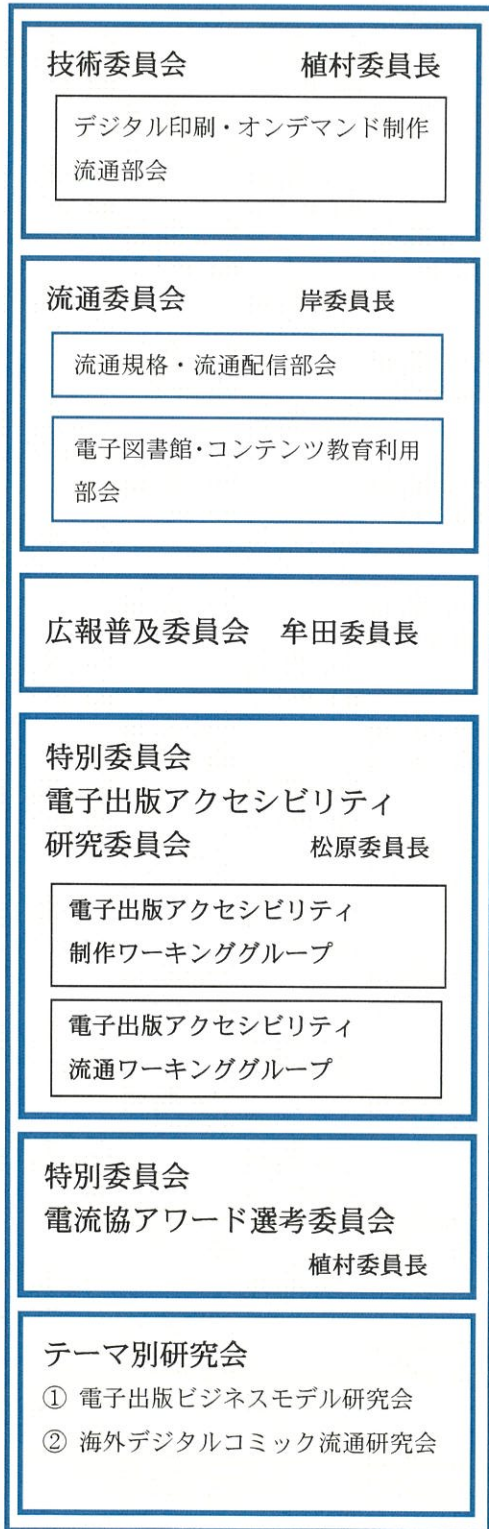 技術委員会 植村委員長
デジタル印刷・オンデマンド制作
流通部会
流通委員会 岸委員長
流通規格・流通配信部会
電子図書館・コンテンツ教育利用
部会
広報普及委員会 牟田委員長
特別委員会
電子出版アクセシビリティ
研究委員会 松原委員長
電子出版アクセシビリティ
制作ワーキンググループ
電子出版アクセシビリティ
流通ワーキンググループ
特別委員会
電流協アワード選考委員会
植村委員長
テーマ別研究会
① 電子出版ビジネスモデル研究会
② 海外デジタルコミック流通研究会